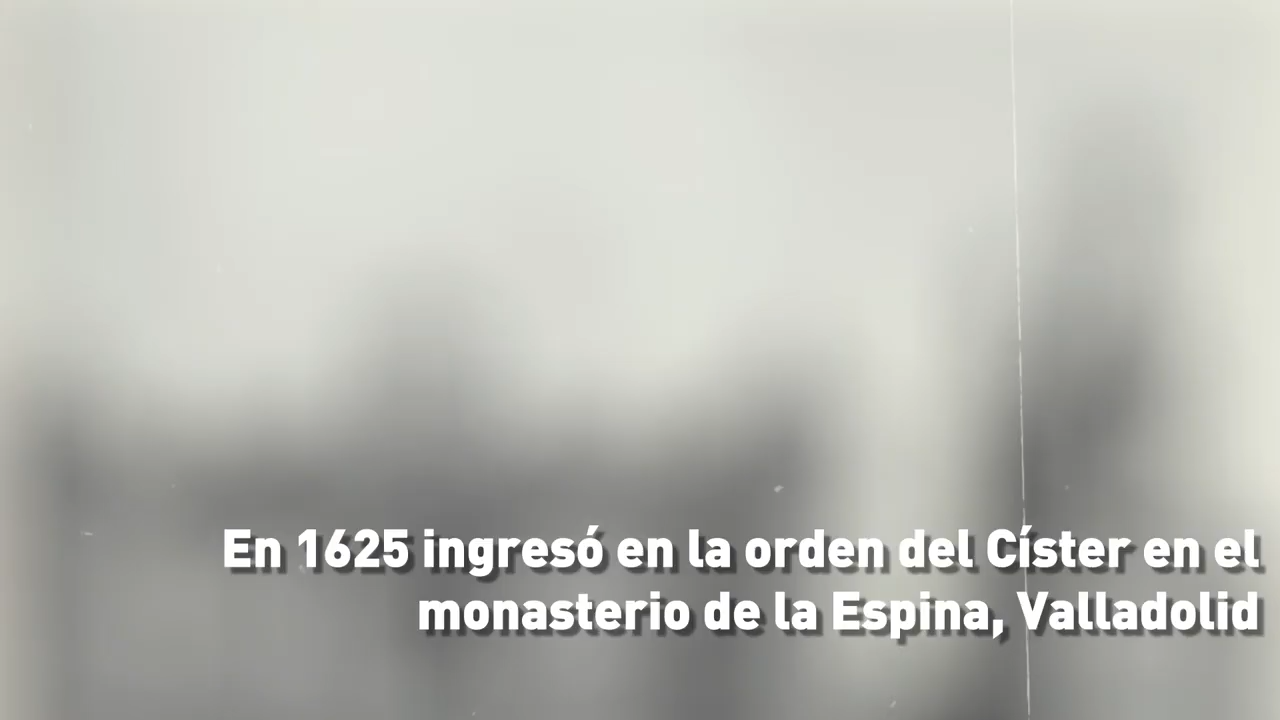 En 1625 ingresó en la orden del Císter en el
monasterio de la Espina, Valladolid